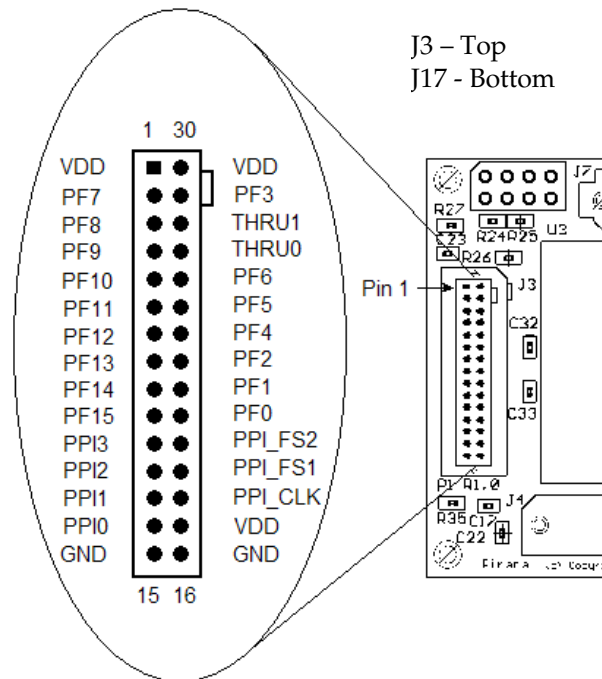 J3 – Top
J17 - Bottom
1 30
VDD VDD
PF7 PF3
PF8 THRU1
PF9 THRU0
PF10 PF6
PF11 PF5
PF12 PF4
PF13 PF2
PF14 PF1
PF15 PF0
PPI3 PPI_FS2
PPI2 PPI_FS1
PPI1 PPI_CLK
PPI0 VDD
GND GND
15 16
Pin 1
J7
R27
R24 R25 U3
C23
R26
J3
C32
C33
P1 R1.0
J4
R35 C17
C22
(c)